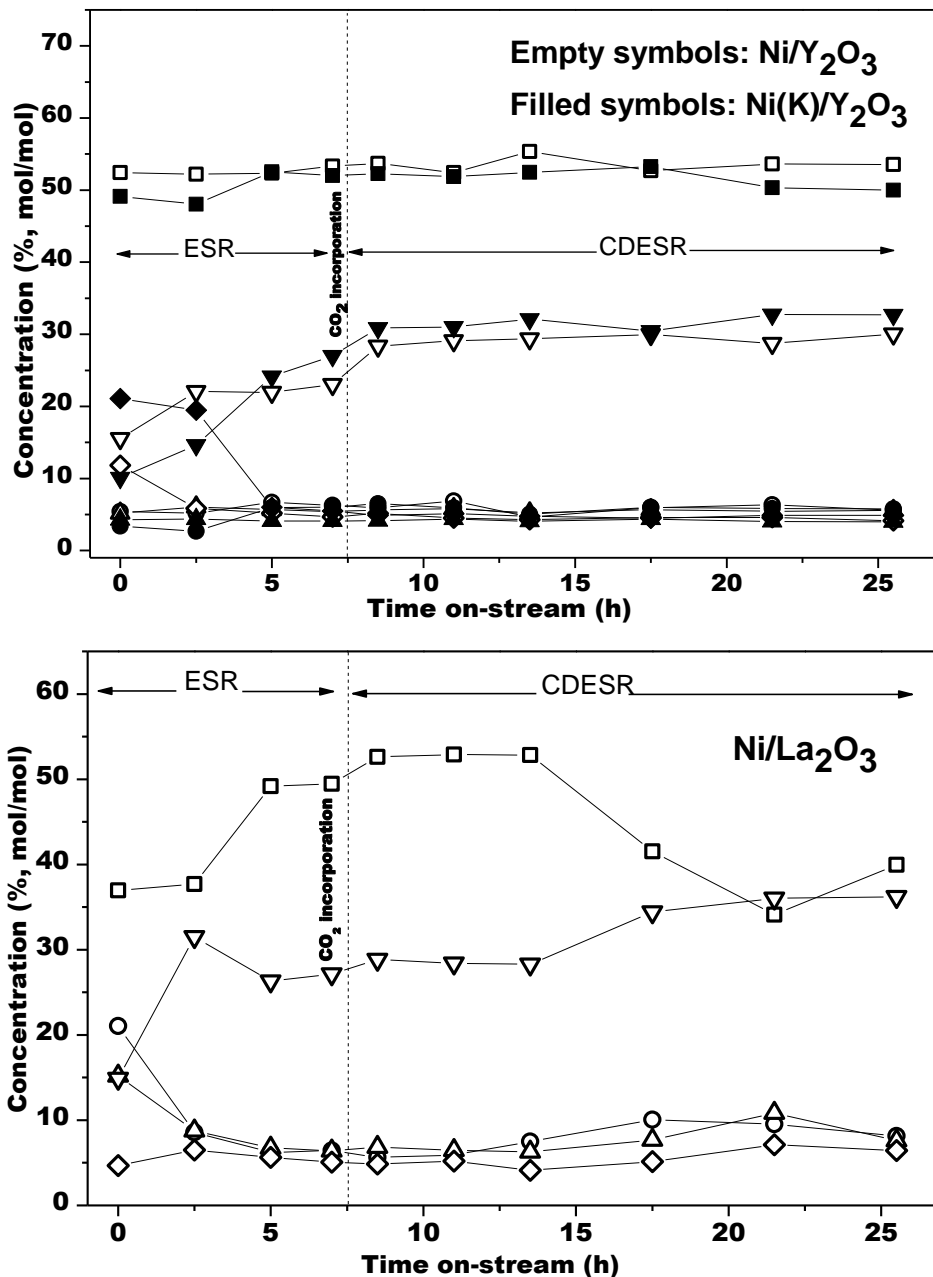 Empty symbols: Ni/Y2O3
Filled symbols: Ni(K)/Y2O3
70
60
50
40
30
20
10
0
Concentration (%, mol/mol)
ESR
CO2 incorporation
CDESR
0 5 10 15 20 25
Time on-stream (h)
ESR
CDESR
Ni/La2O3
60
50
40
30
20
10
0
Concentration (%, mol/mol)
CO2 incorporation
0 5 10 15 20 25
Time on-stream (h)